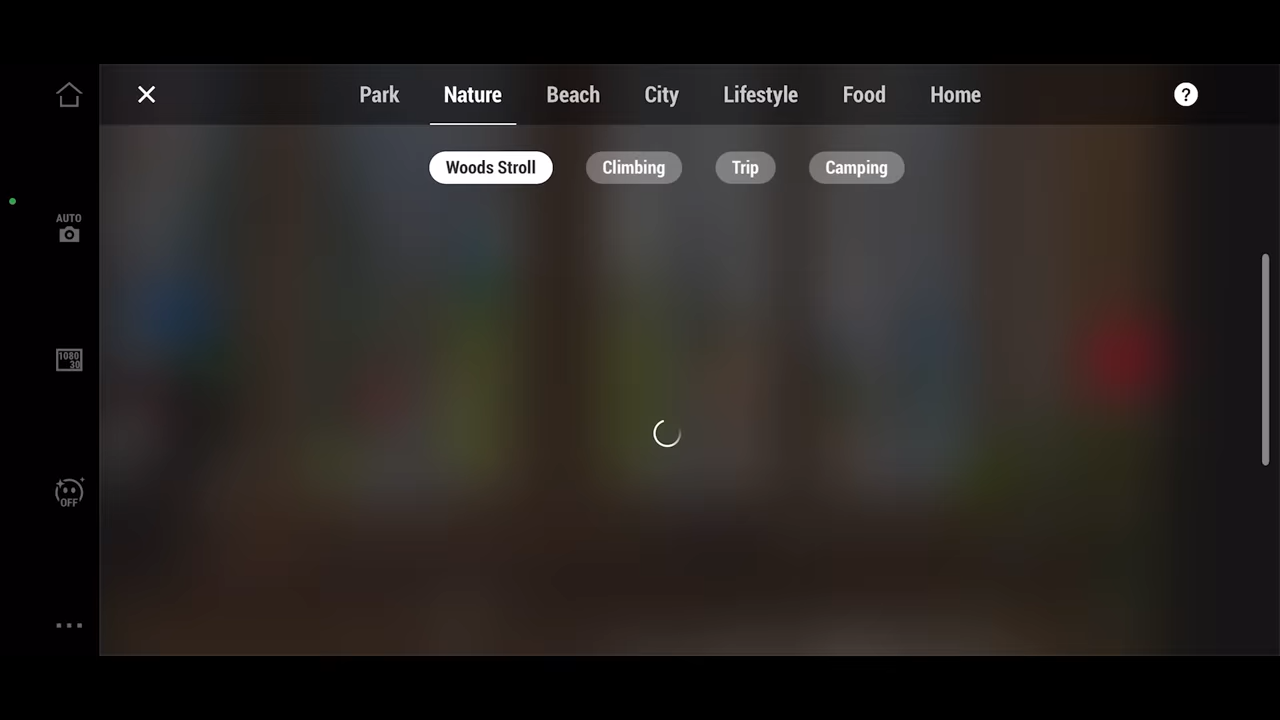 Park Nature Beach City Lifestyle Food Home ?
Woods Stroll Climbing Trip Camping
AUTO
1080
30
OFF